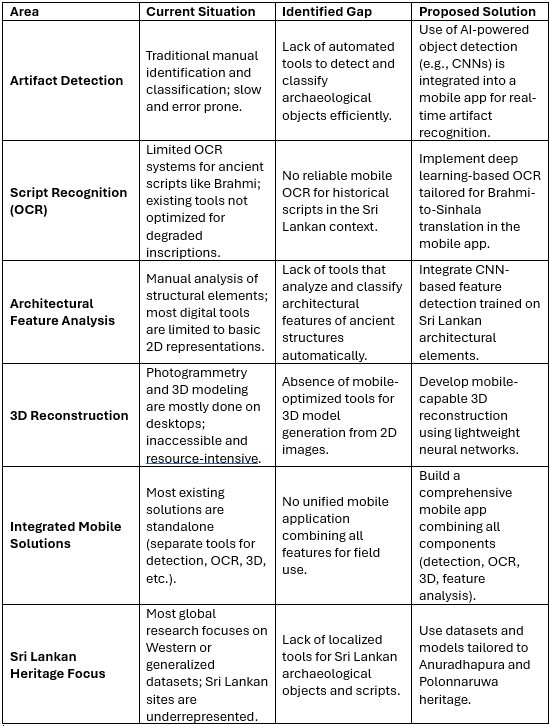 Area
Current Situation
Identified Gap
Proposed Solution
Artifact Detection
Traditional manual
identification and
classification; slow
and error prone.
Lack of automated
tools to detect and
classify
archaeological
objects efficiently.
Use of AI-powered
object detection
(e.g., CNNs) is
integrated into a
mobile app for real-
time artifact
recognition.
Script Recognition
(OCR)
Limited OCR
systems for ancient
scripts like Brahmi;
existing tools not
optimized for
degraded
inscriptions.
No reliable mobile
OCR for historical
scripts in the Sri
Lankan context.
Implement deep
learning-based OCR
tailored for Brahmi-
to-Sinhala
translation in the
mobile app.
Architectural
Feature Analysis
Manual analysis of
structural elements;
most digital tools
are limited to basic
2D representations.
Lack of tools that
analyze and classify
architectural
features of ancient
structures
automatically.
Integrate CNN-
based feature
detection trained on
Sri Lankan
architectural
elements.
3D Reconstruction
Photogrammetry
and 3D modeling
are mostly done on
desktops;
inaccessible and
resource-intensive.
Absence of mobile-
optimized tools for
3D model
generation from 2D
images.
Develop mobile-
capable 3D
reconstruction
using lightweight
neural networks.
Integrated Mobile
Solutions
Most existing
solutions are
standalone
(separate tools for
detection, OCR, 3D,
etc.).
No unified mobile
application
combining all
features for field
use.
Build a
comprehensive
mobile app
combining all
components
(detection, OCR,
3D, feature
analysis).
Sri Lankan
Heritage Focus
Most global
research focuses on
Western or
generalized
datasets; Sri Lankan
sites are
underrepresented.
Lack of localized
tools for Sri Lankan
archaeological
objects and scripts.
Use datasets and
models tailored to
Anuradhapura and
Polonnaruwa
heritage.